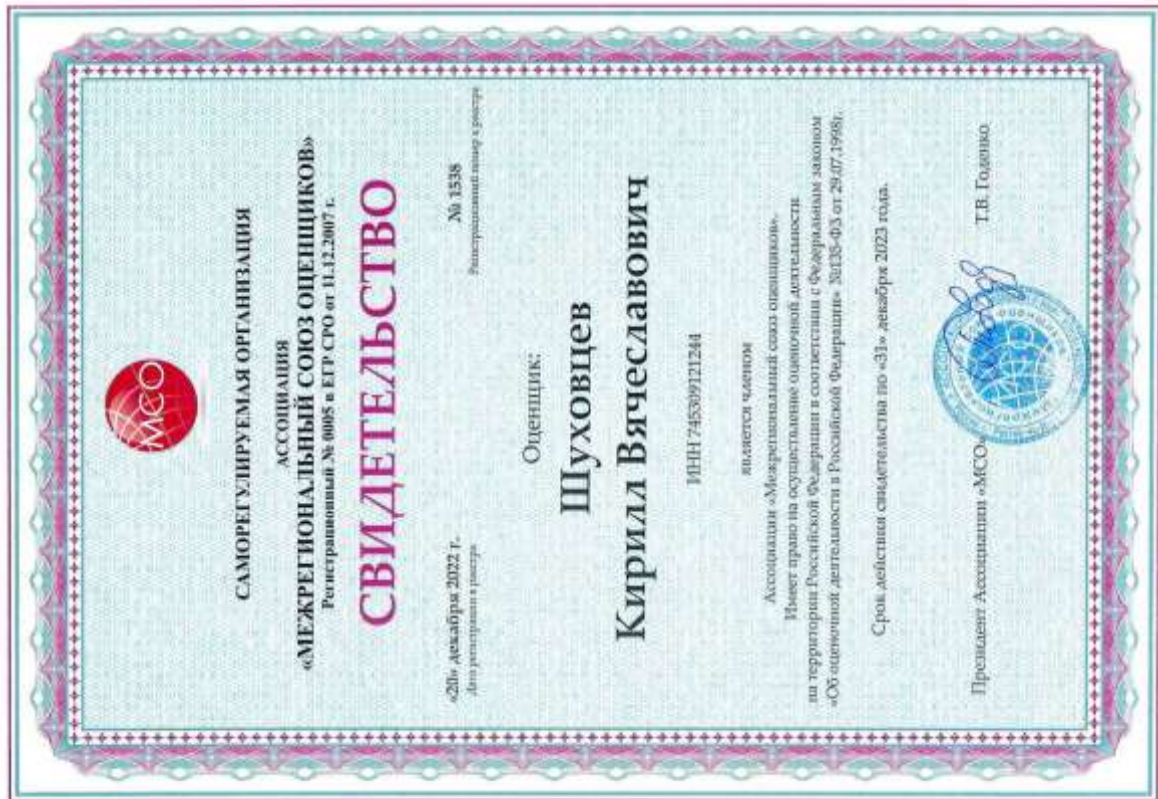 МСО
САМОРЕГУЛИРУЕМАЯ ОРГАНИЗАЦИЯ
АССОЦИАЦИЯ
«МЕЖРЕГИОНАЛЬНЫЙ СОЮЗ ОЦЕНЩИКОВ»
Регистрационный № 0005 в ЕГР СРО от 11.12.2007 г.
СВИДЕТЕЛЬСТВО
«20» декабря 2022 г. № 1538
Дата регистрации в реестре Регистрационный номер в реестре
Оценщик:
Шуховцев
Кирилл Вячеславович
ИНН 745309121244
является членом
Ассоциации «Межрегиональный союз оценщиков».
Имеет право на осуществление оценочной деятельности
на территории Российской Федерации в соответствии с Федеральным законом
«Об оценочной деятельности в Российской Федерации» №135-ФЗ от 29.07.1998г.
Срок действия свидетельства по «31» декабря 2023 года.
Президент Ассоциации «МСО» Т.В. Годенко